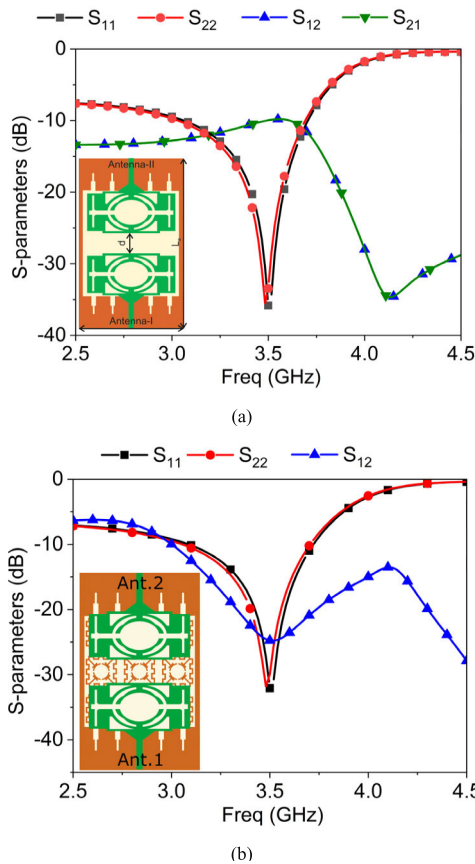 (a)
S11 S22 S12 S21
0
-10
-20
-30
-40
S-parameters (dB)
Antenna-II
d
L
Antenna-I
2.5 3.0 3.5 4.0 4.5
Freq (GHz)
(a)
S11 S22 S12
0
-10
-20
-30
-40
S-parameters (dB)
Ant.2
Ant.1
2.5 3.0 3.5 4.0 4.5
Freq (GHz)
(b)